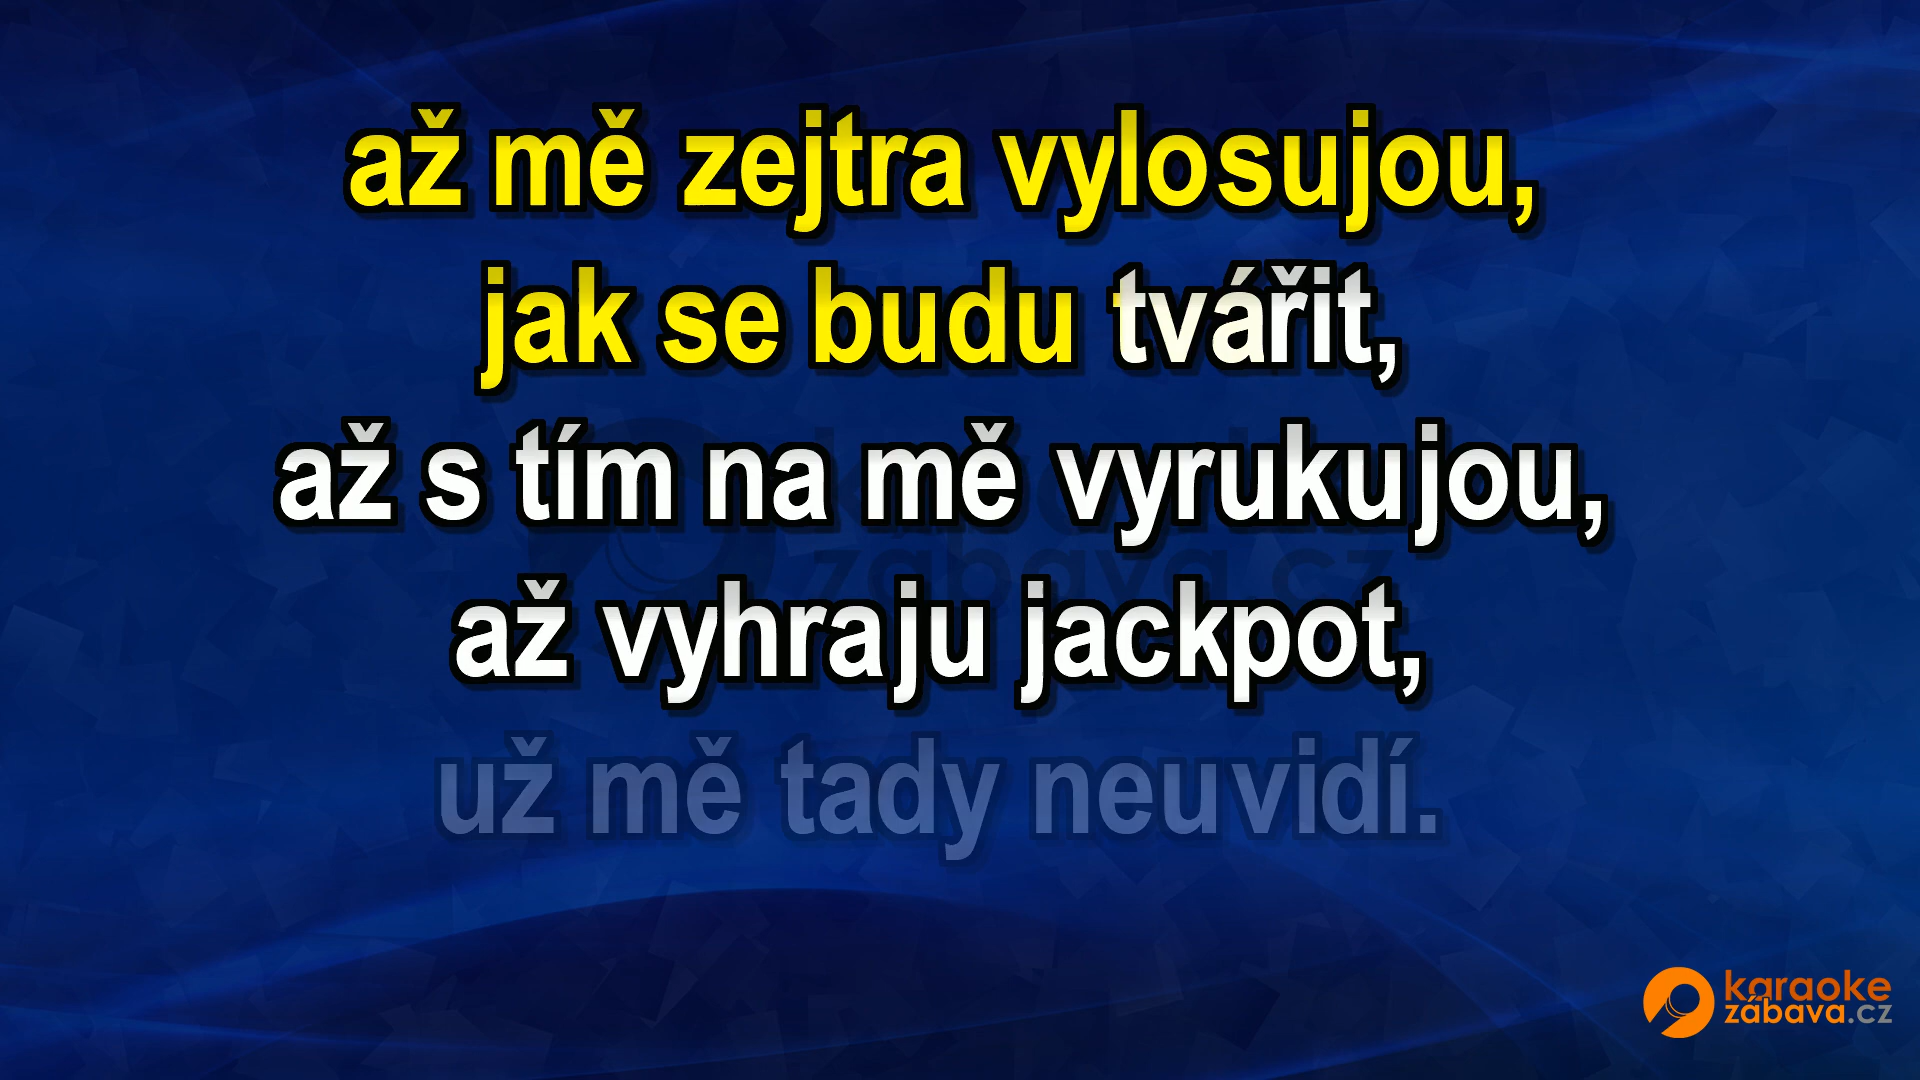 až mě zejtra vylosujou,
jak se budu tvářit,
až s tím na mě vyrukujou,
až vyhraju jackpot,
už mě tady neuvidí.
karaoke
zábava.cz